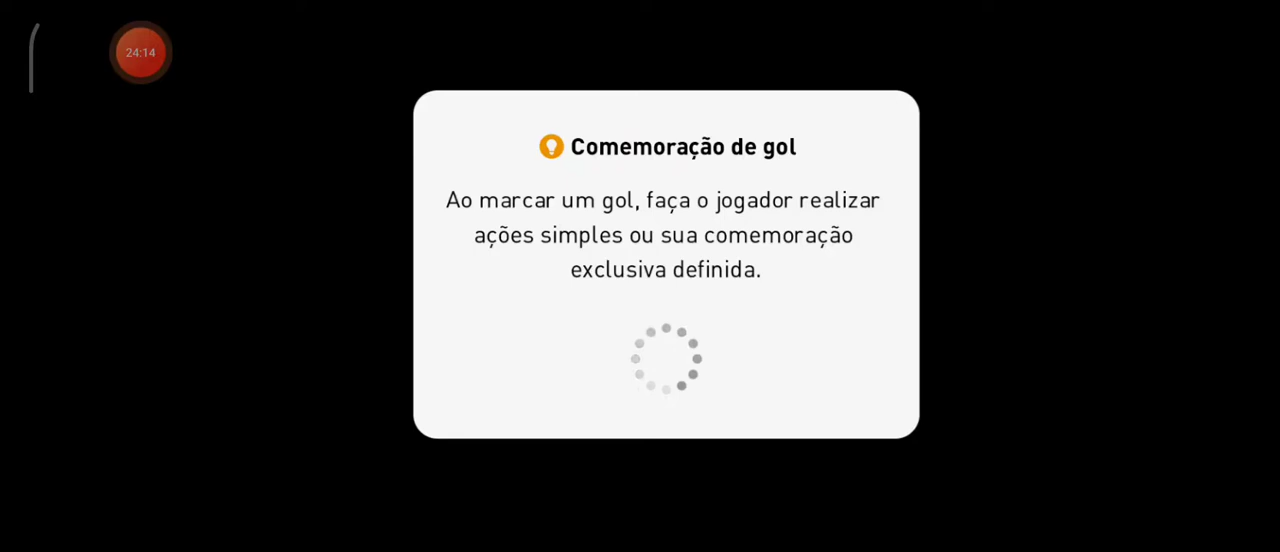 24:14
Comemoração de gol
Ao marcar um gol, faça o jogador realizar
ações simples ou sua comemoração
exclusiva definida.